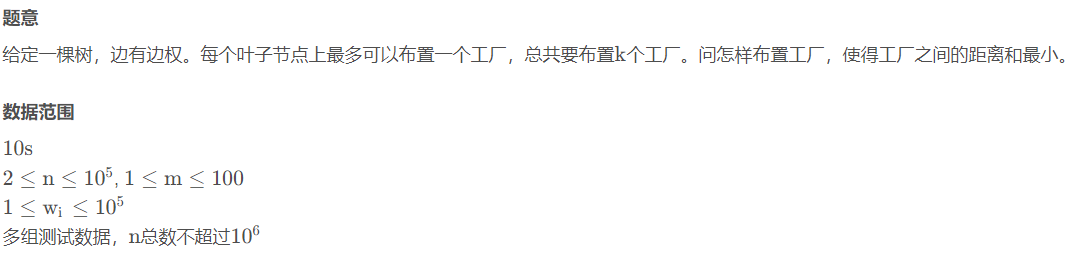 题意
给定一棵树，边有边权。每个叶子节点上最多可以布置一个工厂，总共要布置k个工厂。问怎样布置工厂，使得工厂之间的距离和最小。
数据范围
10s
2 ≤ n ≤ 10⁵, 1 ≤ m ≤ 100
1 ≤ wᵢ ≤ 10⁵
多组测试数据，n总数不超过10⁶